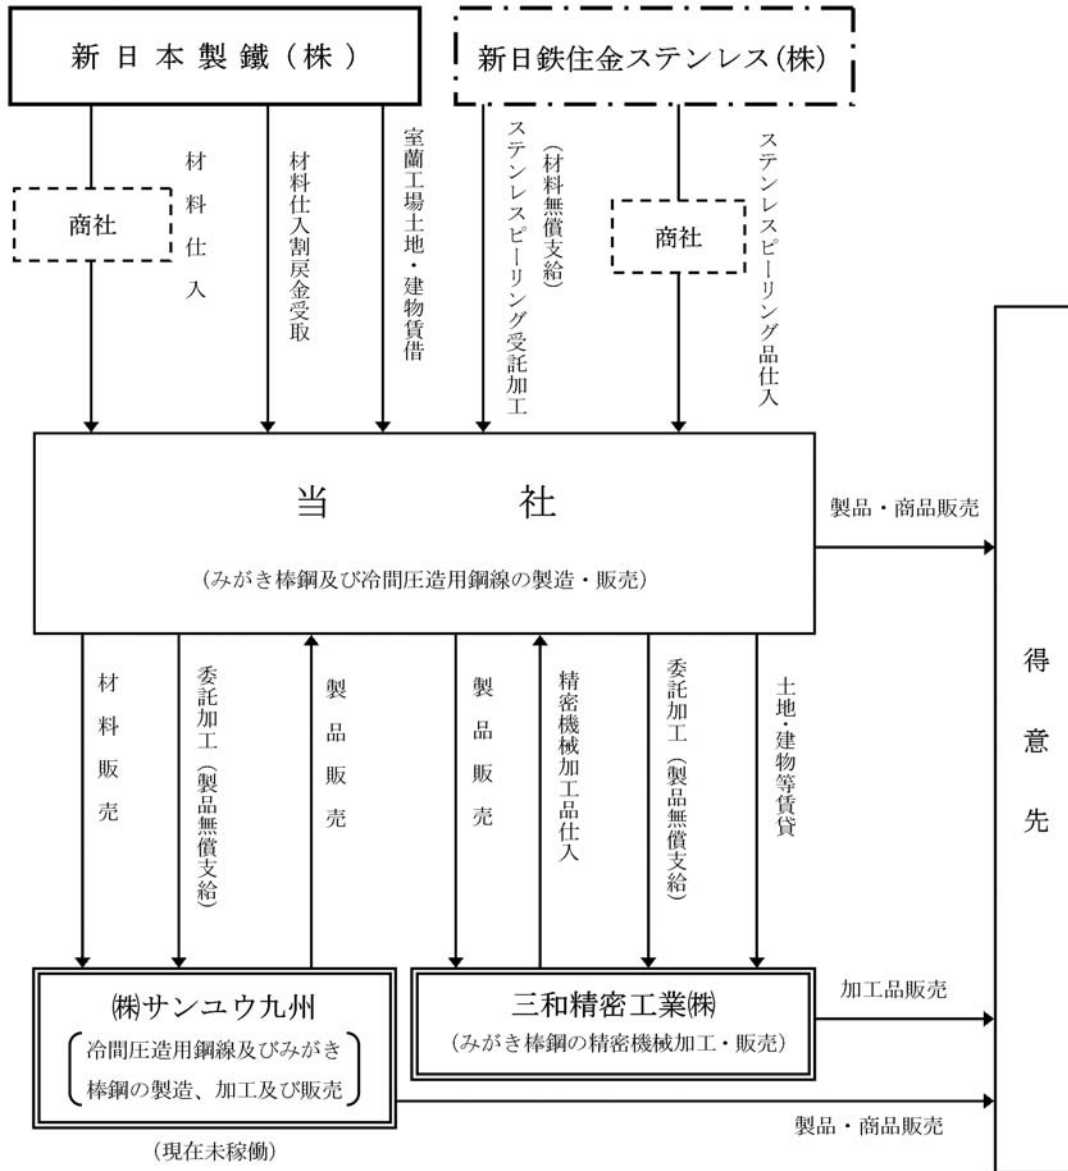 新日本製鐵(株)
新日鉄住金ステンレス(株)
商社
材料仕入
材料仕入割戻金受取
室蘭工場土地・建物賃借
ステンレスピーリング受託加工
(材料無償支給)
商社
ステンレスピーリング品仕入
当社
(みがき棒鋼及び冷間圧造用鋼線の製造・販売)
製品・商品販売
得意先
材料販売
委託加工(製品無償支給)
製品販売
製品販売
精密機械加工品仕入
委託加工(製品無償支給)
土地・建物等賃貸
㈱サンユウ九州
冷間圧造用鋼線及びみがき
棒鋼の製造、加工及び販売
(現在未稼働)
三和精密工業㈱
(みがき棒鋼の精密機械加工・販売)
加工品販売
製品・商品販売